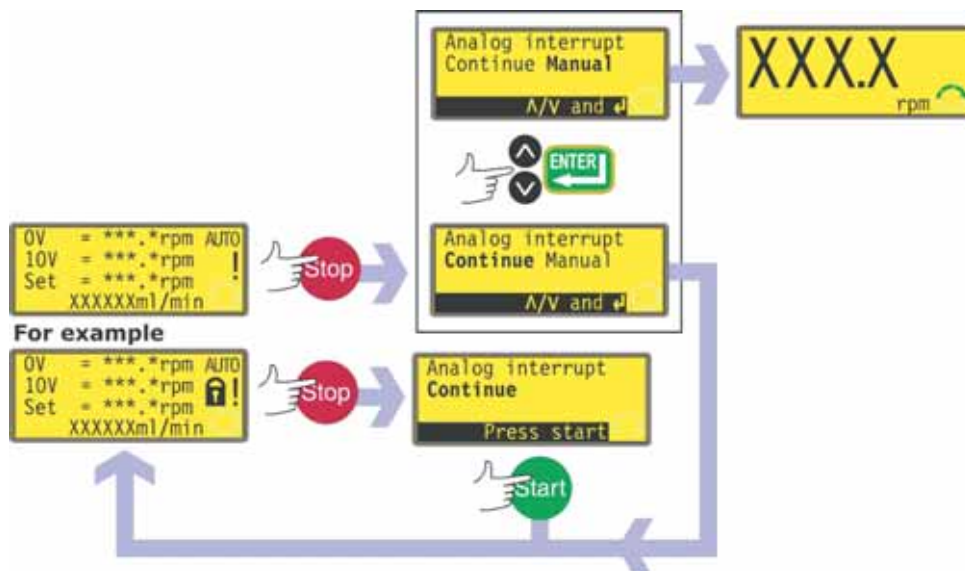 Analog interrupt
Continue Manual
Λ/V and ↲
XXX.X
rpm
ENTER
0V = ***.*rpm AUTO
10V = ***.*rpm !
Set = ***.*rpm
XXXXXXml/min
Stop
Analog interrupt
Continue Manual
Λ/V and ↲
For example
0V = ***.*rpm AUTO
10V = ***.*rpm !
Set = ***.*rpm
XXXXXXml/min
Stop
Analog interrupt
Continue
Press start
Start